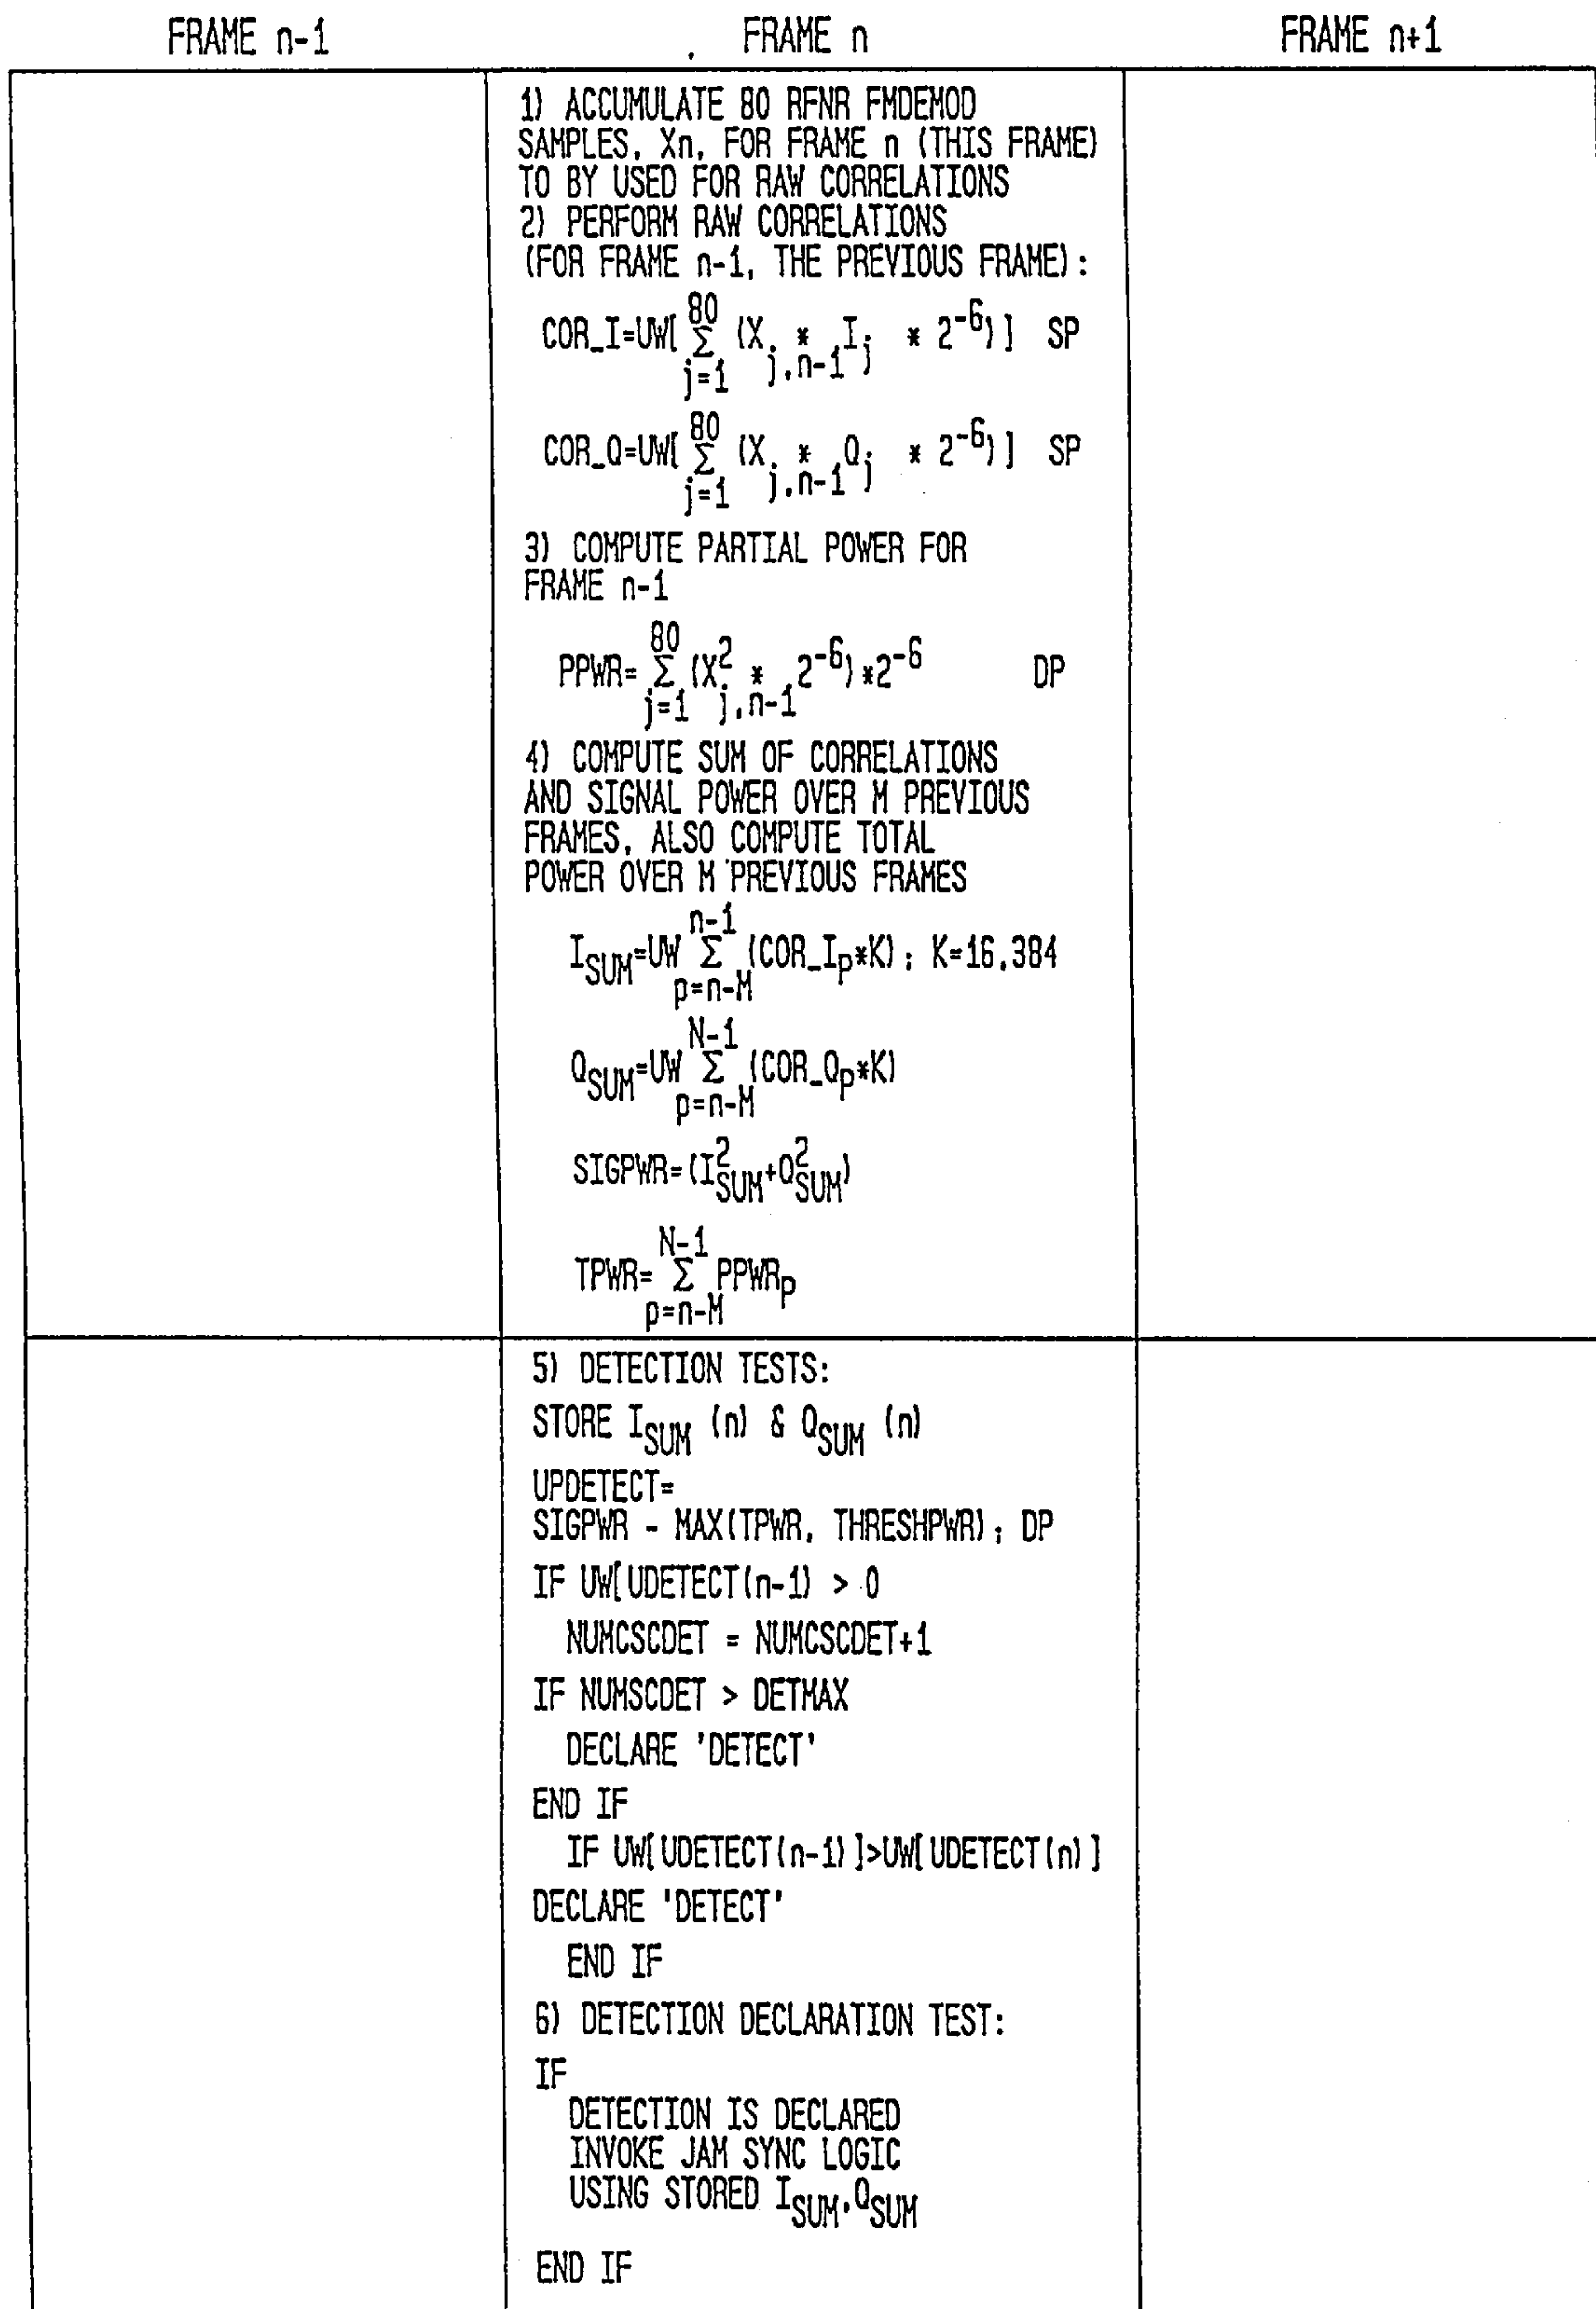 FRAME n-1 FRAME n FRAME n+1
1) ACCUMULATE 80 RFNR FMDEMOD
SAMPLES, Xn, FOR FRAME n (THIS FRAME)
TO BY USED FOR RAW CORRELATIONS
2) PERFORM RAW CORRELATIONS
(FOR FRAME n-1, THE PREVIOUS FRAME):
COR_I=UW[ 80 Σ j=1 (X j,n-1 * I j * 2^-6)] SP
COR_Q=UW[ 80 Σ j=1 (X j,n-1 * Q j * 2^-6)] SP
3) COMPUTE PARTIAL POWER FOR
FRAME n-1
PPWR= 80 Σ j=1 (X^2 j,n-1 * 2^-6)*2^-6 DP
4) COMPUTE SUM OF CORRELATIONS
AND SIGNAL POWER OVER M PREVIOUS
FRAMES, ALSO COMPUTE TOTAL
POWER OVER M PREVIOUS FRAMES
I SUM=UW n-1 Σ p=n-M (COR_Ip*K); K=16,384
Q SUM=UW N-1 Σ p=n-M (COR_Qp*K)
SIGPWR=(I^2 SUM+Q^2 SUM)
TPWR= N-1 Σ p=n-M PPWRp
5) DETECTION TESTS:
STORE I SUM (n) & Q SUM (n)
UPDETECT=
SIGPWR - MAX(TPWR, THRESHPWR); DP
IF UW[UDETECT(n-1) > 0
NUMCSCDET = NUMCSCDET+1
IF NUMSCDET > DETMAX
DECLARE 'DETECT'
END IF
IF UW[UDETECT(n-1)]>UW[UDETECT(n)]
DECLARE 'DETECT'
END IF
6) DETECTION DECLARATION TEST:
IF
DETECTION IS DECLARED
INVOKE JAM SYNC LOGIC
USING STORED I SUM,Q SUM
END IF